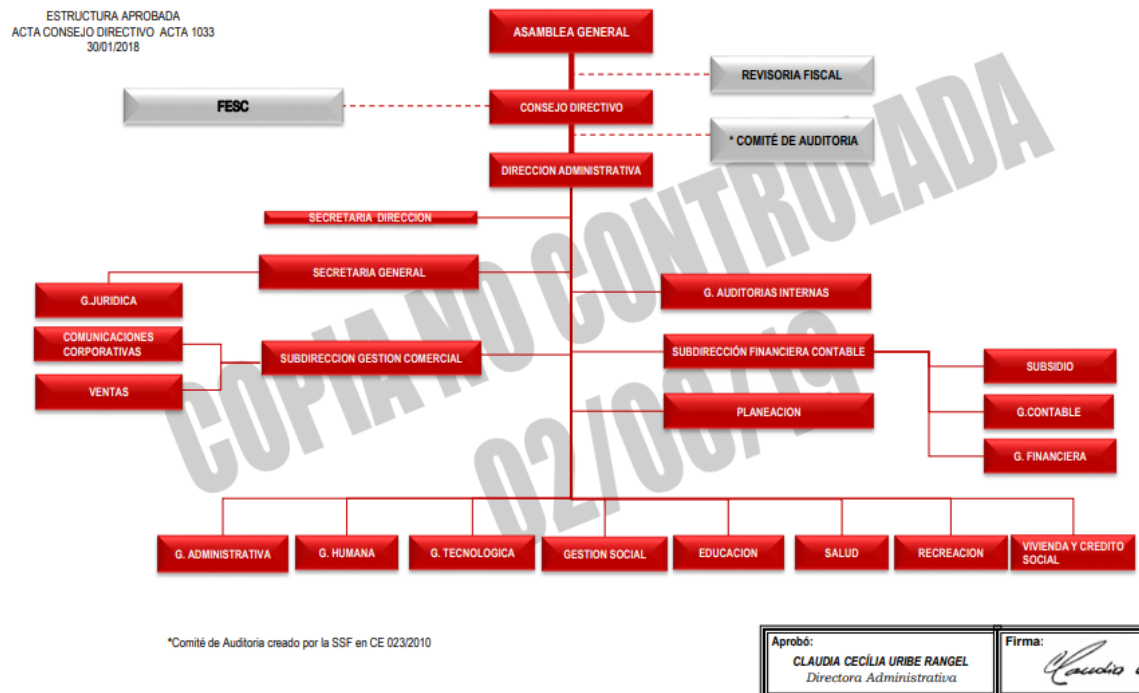 ESTRUCTURA APROBADA
ACTA CONSEJO DIRECTIVO ACTA 1033
30/01/2018
ASAMBLEA GENERAL
REVISORIA FISCAL
FESC
CONSEJO DIRECTIVO
* COMITÉ DE AUDITORIA
DIRECCION ADMINISTRATIVA
SECRETARIA DIRECCION
SECRETARIA GENERAL
G.JURIDICA
G. AUDITORIAS INTERNAS
COMUNICACIONES
CORPORATIVAS
SUBDIRECCION GESTION COMERCIAL
SUBDIRECCIÓN FINANCIERA CONTABLE
SUBSIDIO
VENTAS
PLANEACION
G.CONTABLE
G. FINANCIERA
COPIA NO CONTROLADA
G. ADMINISTRATIVA
G. HUMANA
G. TECNOLOGICA
GESTION SOCIAL
EDUCACION
SALUD
RECREACION
VIVIENDA Y CREDITO
SOCIAL
*Comité de Auditoria creado por la SSF en CE 023/2010
Aprobó:
CLAUDIA CECÍLIA URIBE RANGEL
Directora Administrativa
Firma:
Claudia